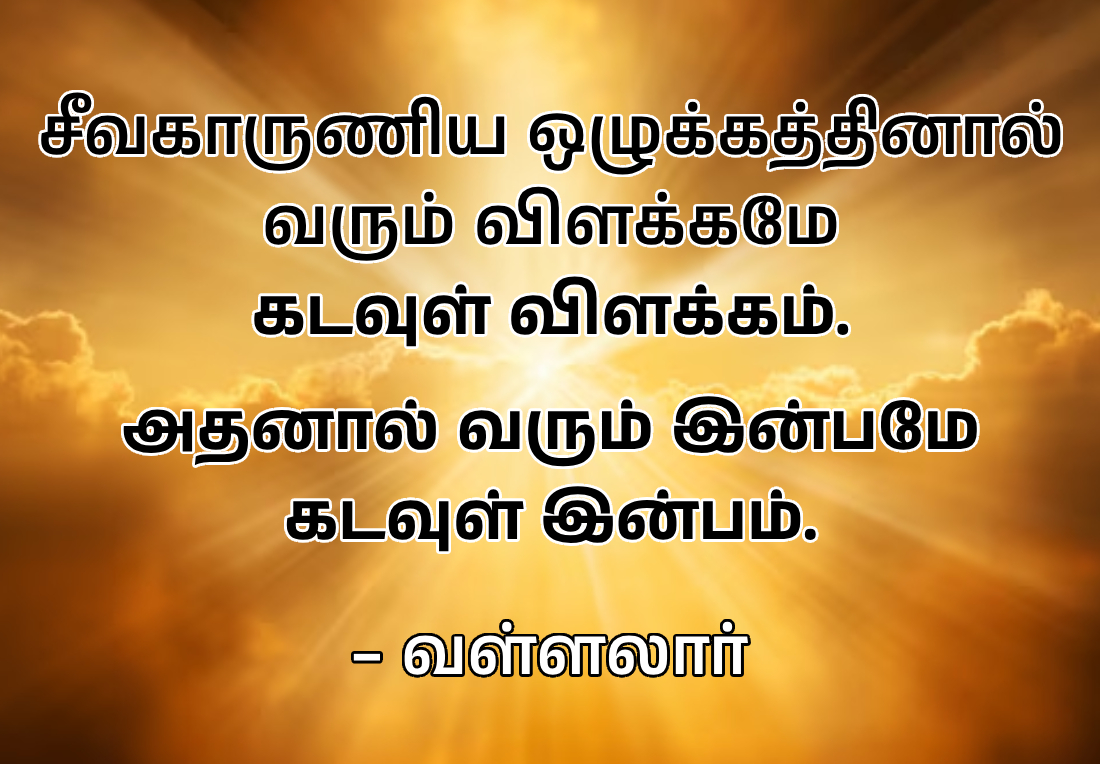 சீவகாருணிய ஒழுக்கத்தினால்
வரும் விளக்கமே
கடவுள் விளக்கம்.
அதனால் வரும் இன்பமே
கடவுள் இன்பம்.
– வள்ளலார்